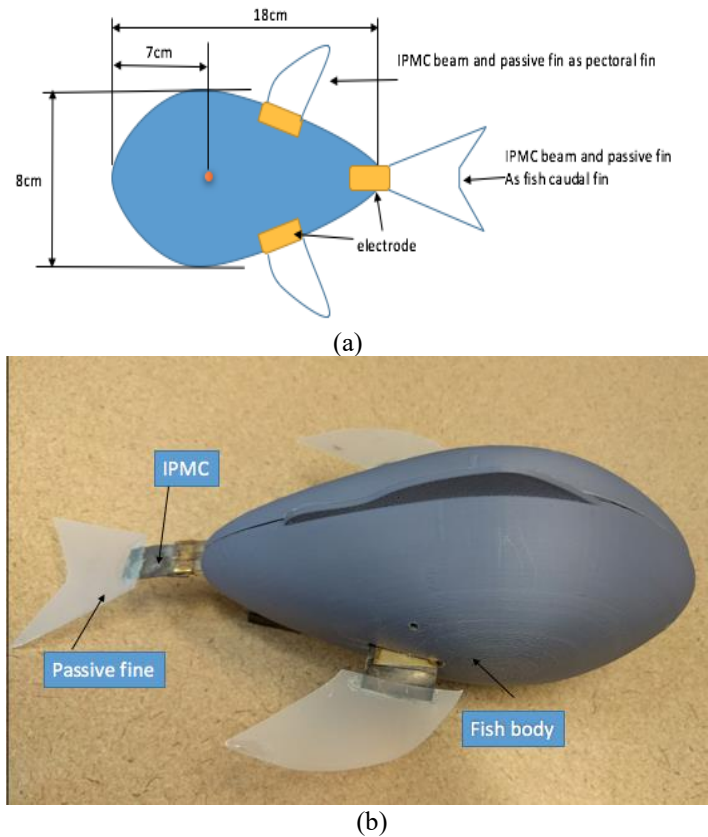 18cm
7cm
IPMC beam and passive fin as pectoral fin
8cm
IPMC beam and passive fin
As fish caudal fin
electrode
(a)
IPMC
Passive fine
Fish body
(b)